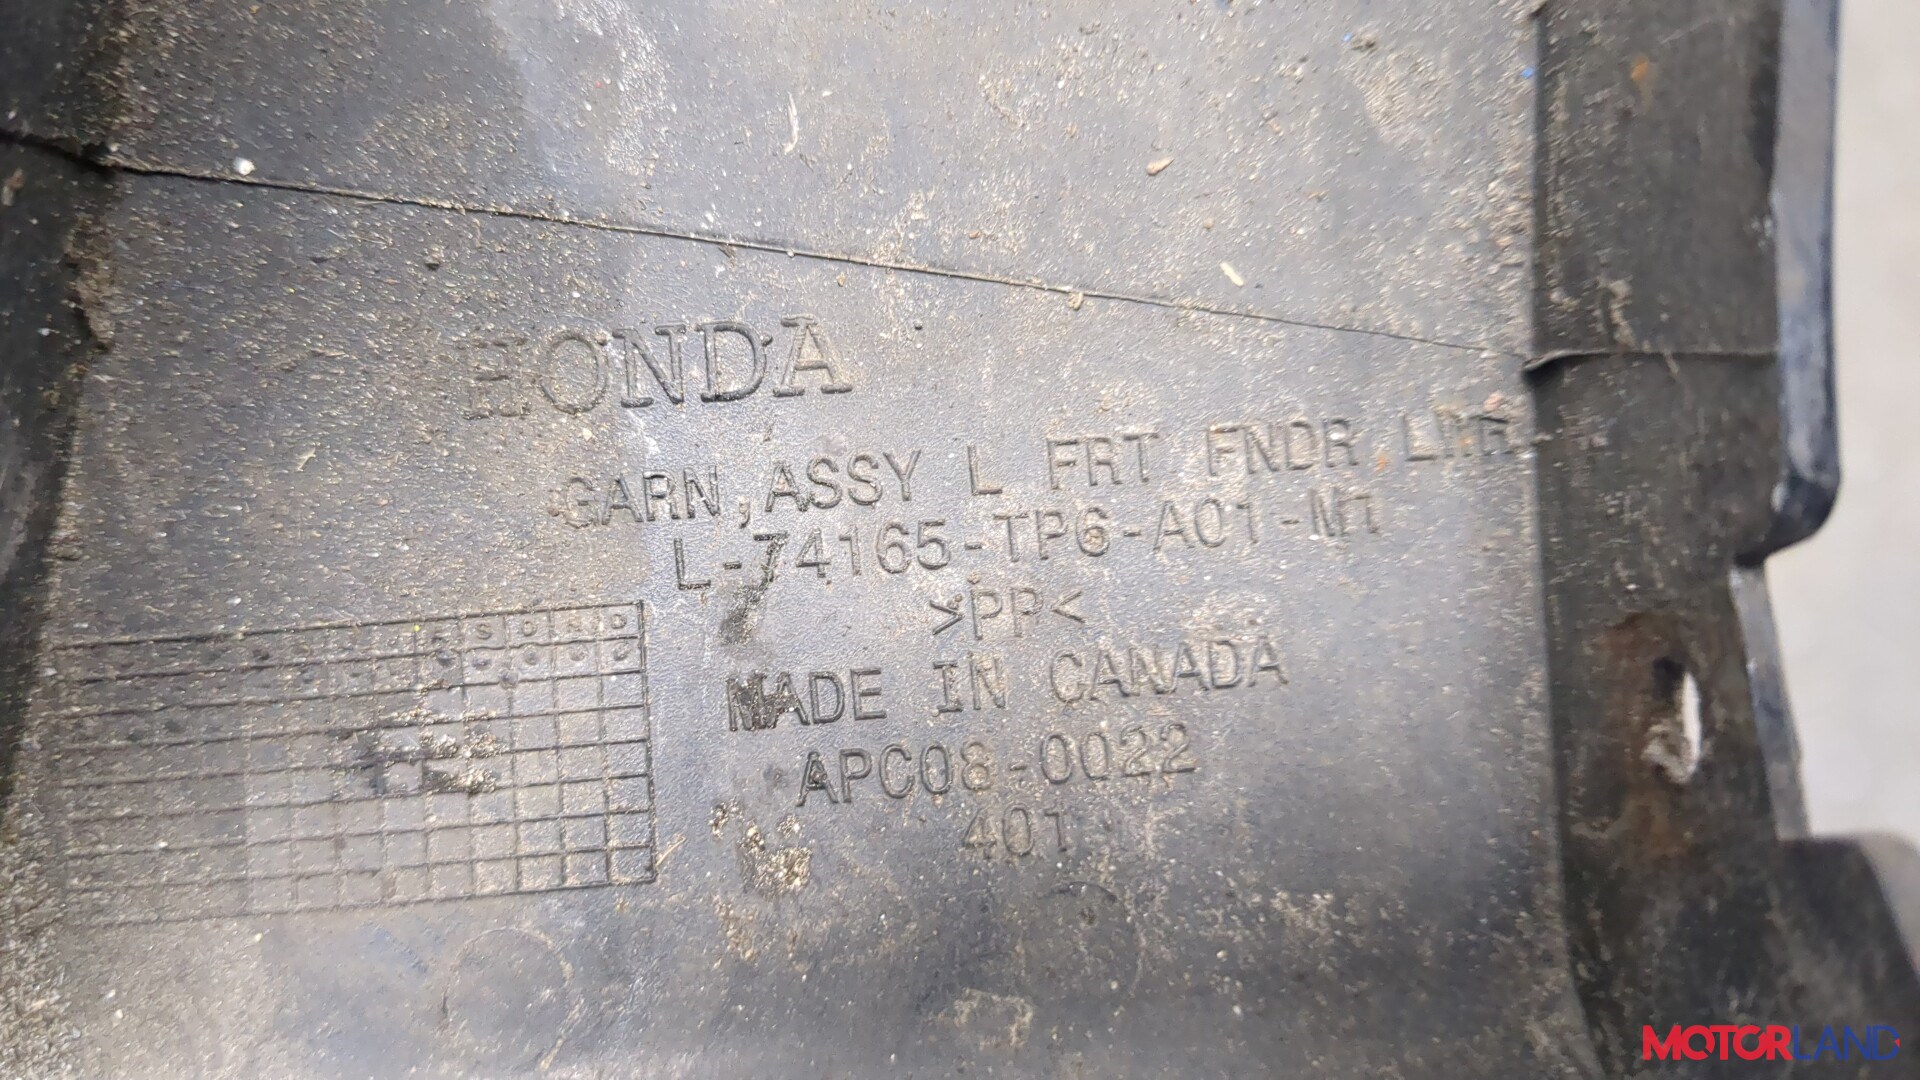 HONDA
GARN,ASSY L FRT FNDR LWR
L-74165-TP6-A01-M1
>PP<
S O N D
MADE IN CANADA
APC08-0022
401
MOTORLAND